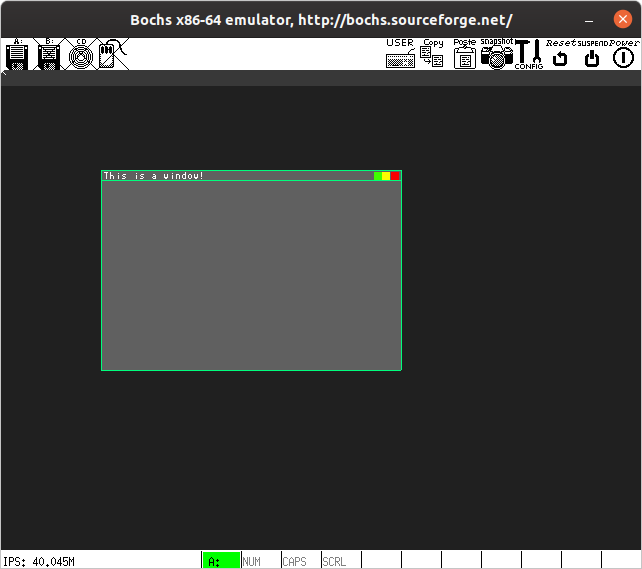 Bochs x86-64 emulator, http://bochs.sourceforge.net/
A: B: CD USER Copy Paste snapshot CONFIG Reset SUSPEND Power
This is a window!
IPS: 40.045M A: NUM CAPS SCRL